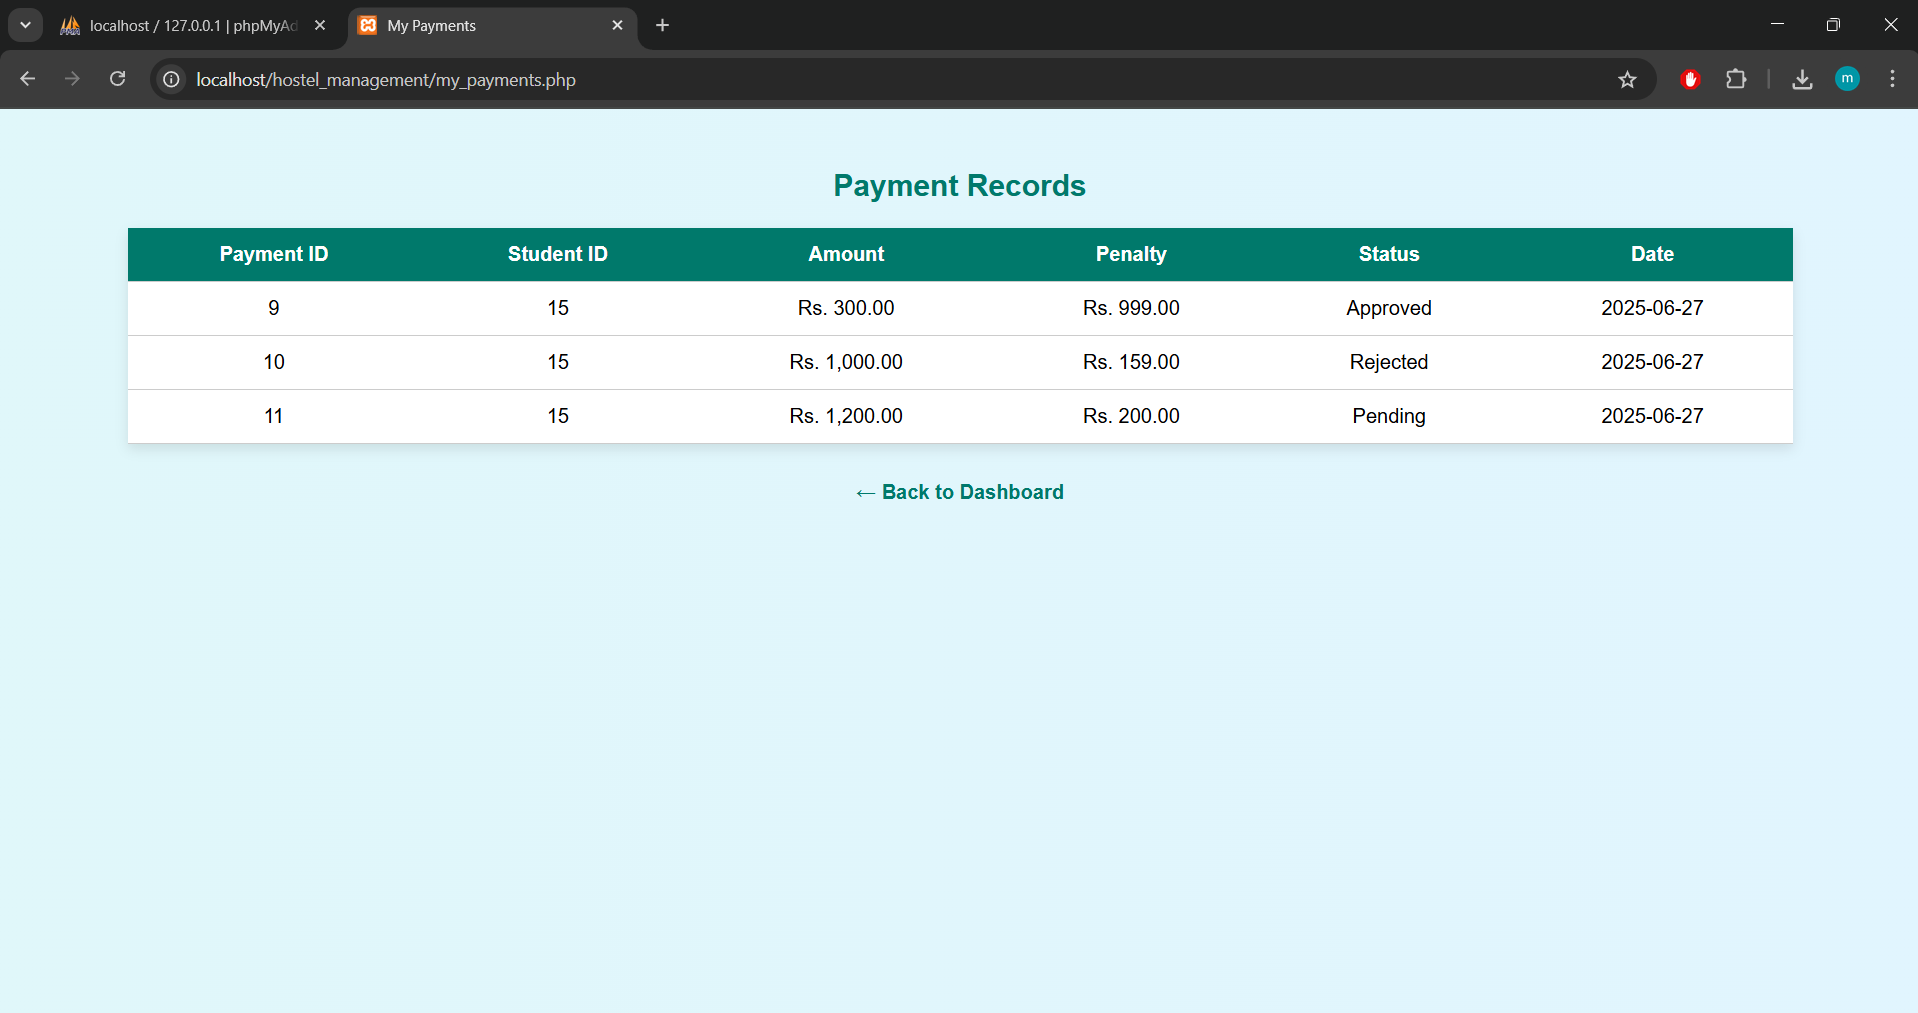 localhost / 127.0.0.1 | phpMyAd
My Payments
localhost/hostel_management/my_payments.php
m
Payment Records
Payment ID Student ID Amount Penalty Status Date
9 15 Rs. 300.00 Rs. 999.00 Approved 2025-06-27
10 15 Rs. 1,000.00 Rs. 159.00 Rejected 2025-06-27
11 15 Rs. 1,200.00 Rs. 200.00 Pending 2025-06-27
← Back to Dashboard